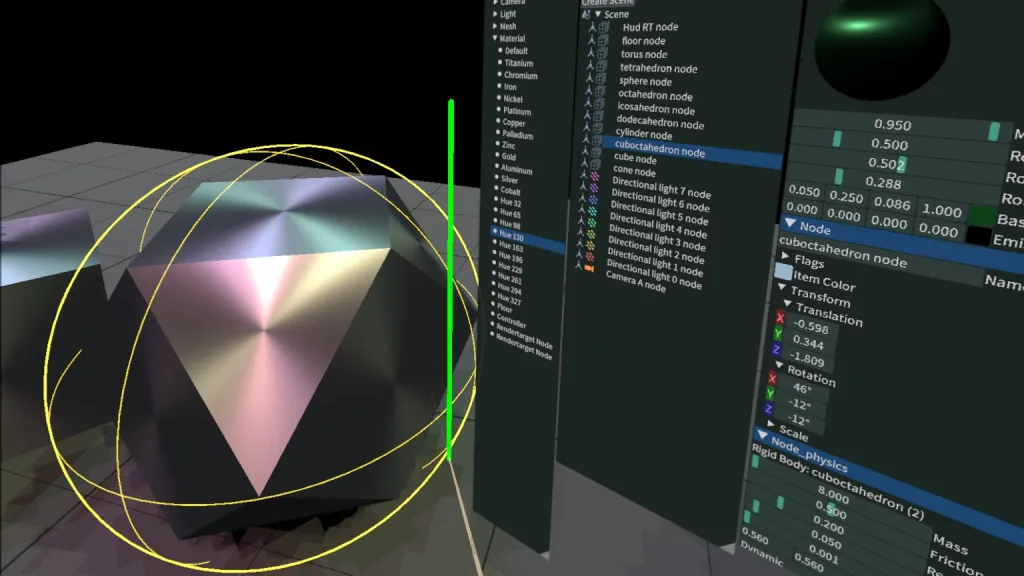 Camera
Light
Mesh
Material
Default
Titanium
Chromium
Iron
Nickel
Platinum
Copper
Palladium
Zinc
Gold
Aluminum
Silver
Cobalt
Hue 32
Hue 65
Hue 98
Hue 130
Hue 163
Hue 196
Hue 229
Hue 261
Hue 294
Hue 327
Floor
Controller
Rendertarget Node
Rendertarget Node
Create Scene
Scene
Hud RT node
floor node
torus node
tetrahedron node
sphere node
octahedron node
icosahedron node
dodecahedron node
cylinder node
cuboctahedron node
cube node
cone node
Directional light 7 node
Directional light 6 node
Directional light 5 node
Directional light 4 node
Directional light 3 node
Directional light 2 node
Directional light 1 node
Directional light 0 node
Camera A node
0.950
0.500
0.502
0.288
0.050 0.250 0.086 1.000
0.000 0.000 0.000 0.000
Node
cuboctahedron node
Flags
Item Color
Transform
Translation
X -0.598
Y 0.344
Z -1.809
Rotation
X 46°
Y -12°
Z -12°
Scale
Node_physics
Rigid Body: cuboctahedron (2)
8.000 Mass
0.500
0.200
0.050
0.001
0.560 0.560
Dynamic